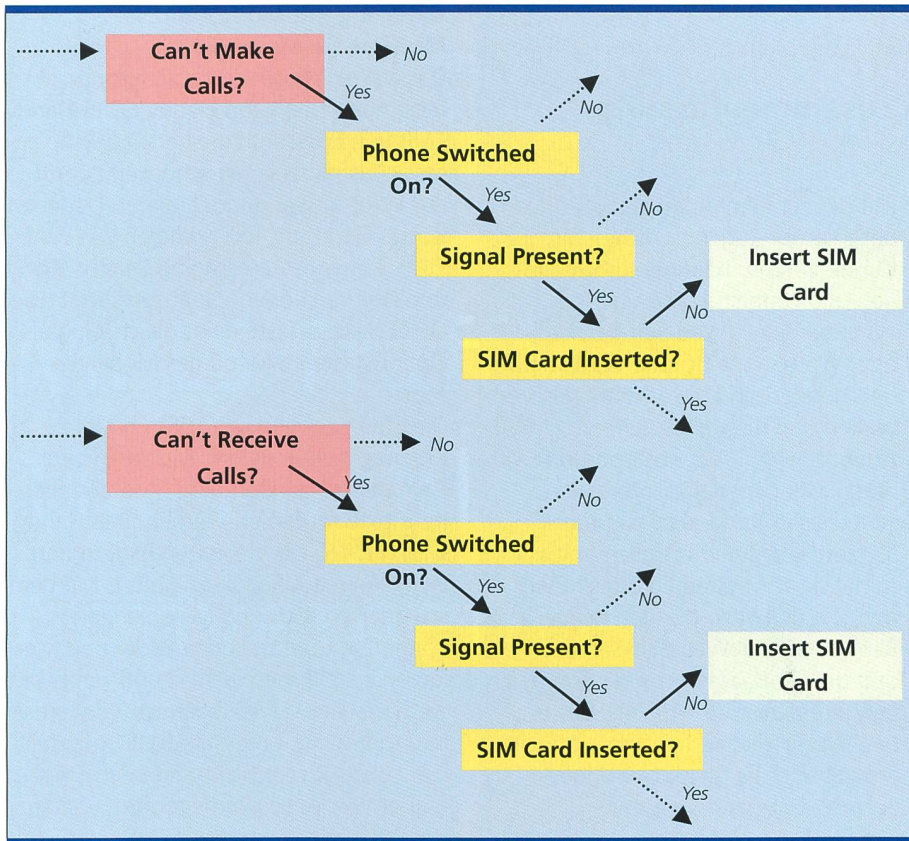 Can't Make
Calls?
No
Yes
No
Phone Switched
On?
Yes
No
Signal Present?
Insert SIM
Card
Yes
No
SIM Card Inserted?
Yes
Can't Receive
Calls?
No
Yes
No
Phone Switched
On?
Yes
No
Signal Present?
Insert SIM
Card
Yes
No
SIM Card Inserted?
Yes